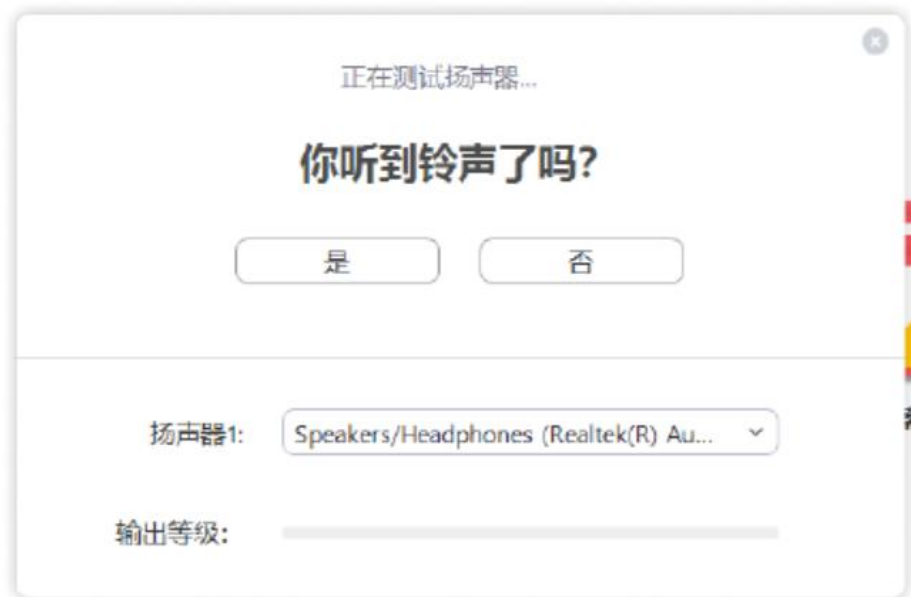 正在测试扬声器...
你听到铃声了吗?
是
否
扬声器1:
Speakers/Headphones (Realtek(R) Au...
输出等级: